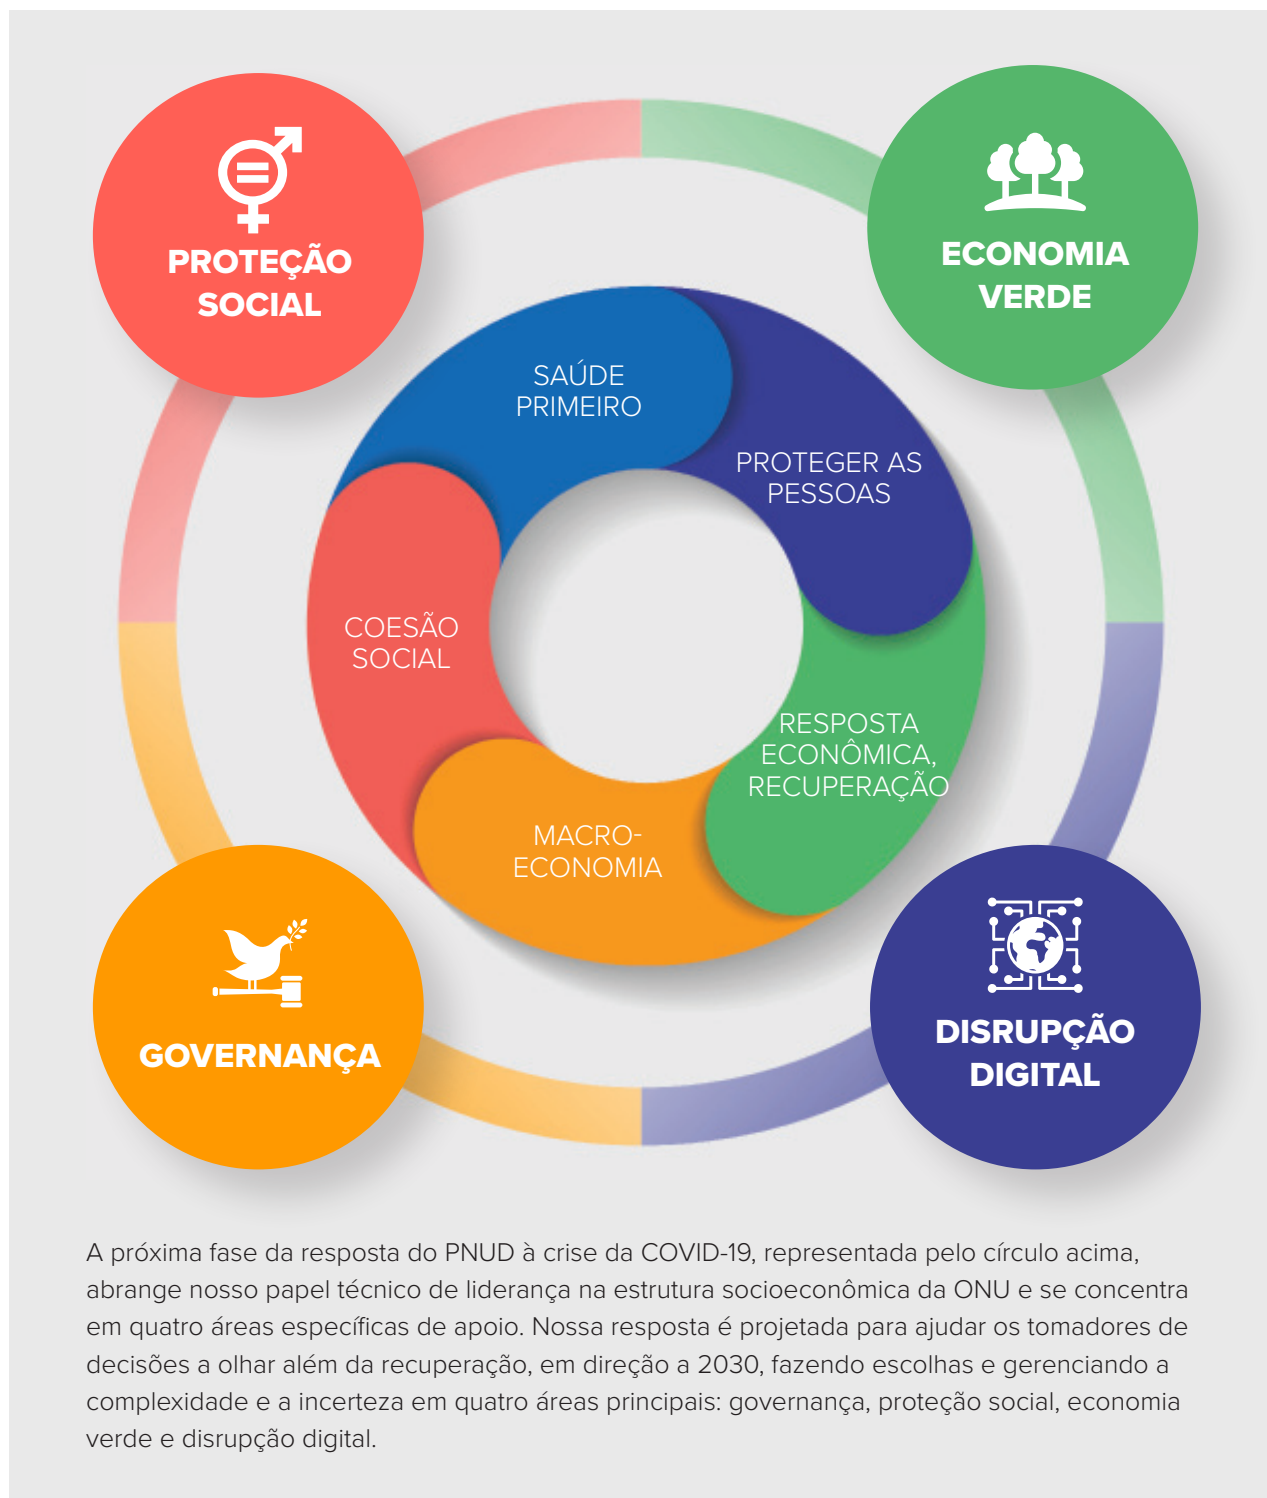 PROTEÇÃO
SOCIAL
ECONOMIA
VERDE
SAÚDE
PRIMEIRO
PROTEGER AS
PESSOAS
COESÃO
SOCIAL
RESPOSTA
ECONÔMICA,
RECUPERAÇÃO
MACRO-
ECONOMIA
GOVERNANÇA
DISRUPÇÃO
DIGITAL
A próxima fase da resposta do PNUD à crise da COVID-19, representada pelo círculo acima,
abrange nosso papel técnico de liderança na estrutura socioeconômica da ONU e se concentra
em quatro áreas específicas de apoio. Nossa resposta é projetada para ajudar os tomadores de
decisões a olhar além da recuperação, em direção a 2030, fazendo escolhas e gerenciando a
complexidade e a incerteza em quatro áreas principais: governança, proteção social, economia
verde e disrupção digital.